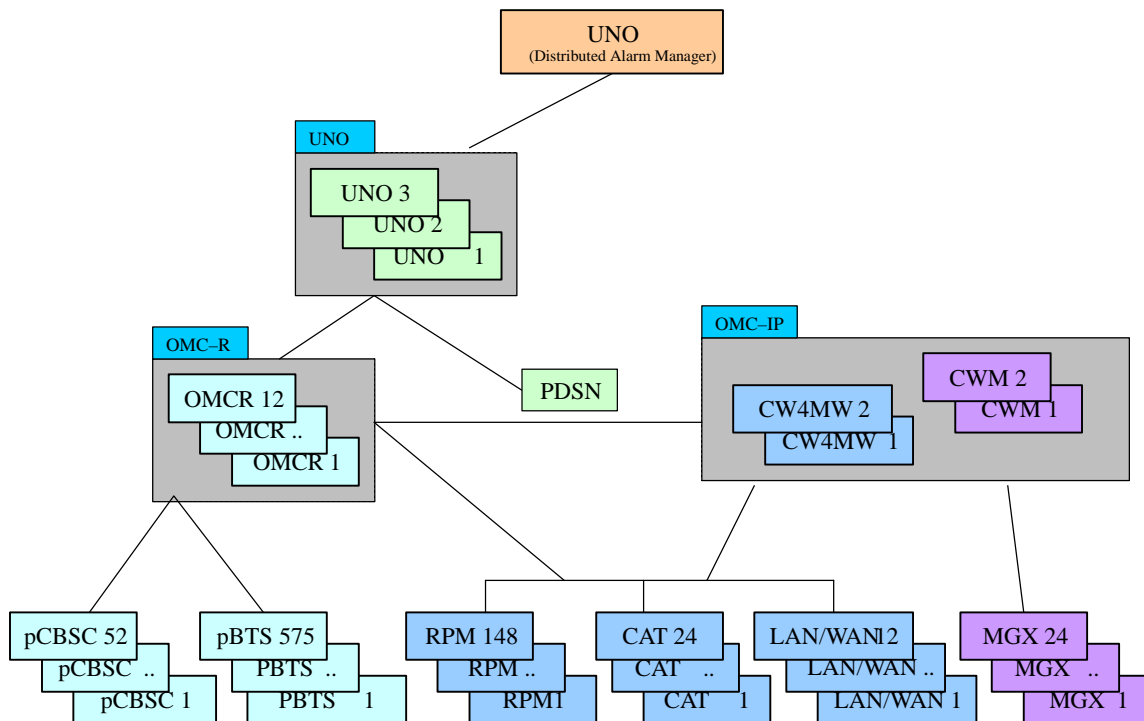 UNO
(Distributed Alarm Manager)
UNO
UNO 3
UNO 2
UNO 1
OMC–R
OMCR 12
OMCR ..
OMCR 1
PDSN
OMC–IP
CWM 2
CWM 1
CW4MW 2
CW4MW 1
pCBSC 52
pCBSC ..
pCBSC 1
pBTS 575
PBTS ..
PBTS 1
RPM 148
RPM ..
RPM1
CAT 24
CAT ..
CAT 1
LAN/WAN12
LAN/WAN ..
LAN/WAN 1
MGX 24
MGX ..
MGX 1